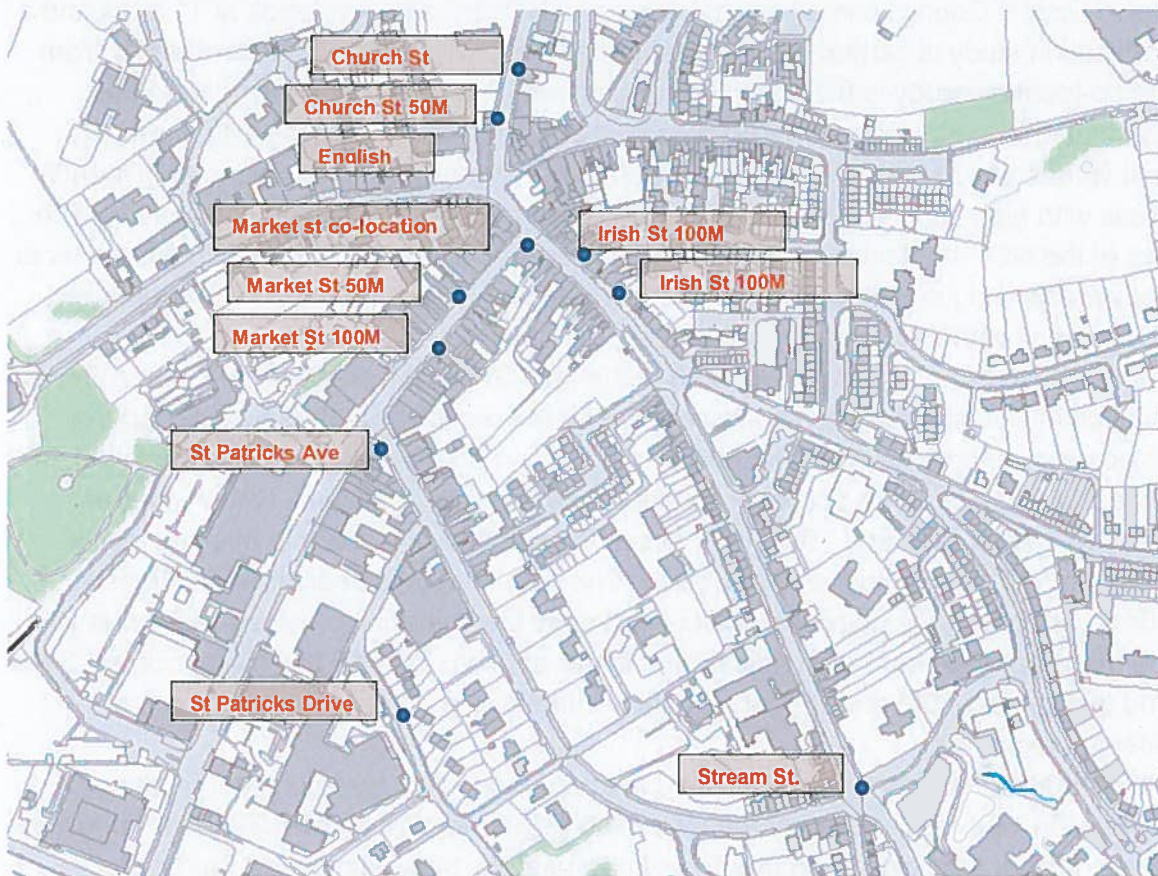 Church St
Church St 50M
English
Market st co-location
Irish St 100M
Market St 50M
Irish St 100M
Market St 100M
St Patricks Ave
St Patricks Drive
Stream St.